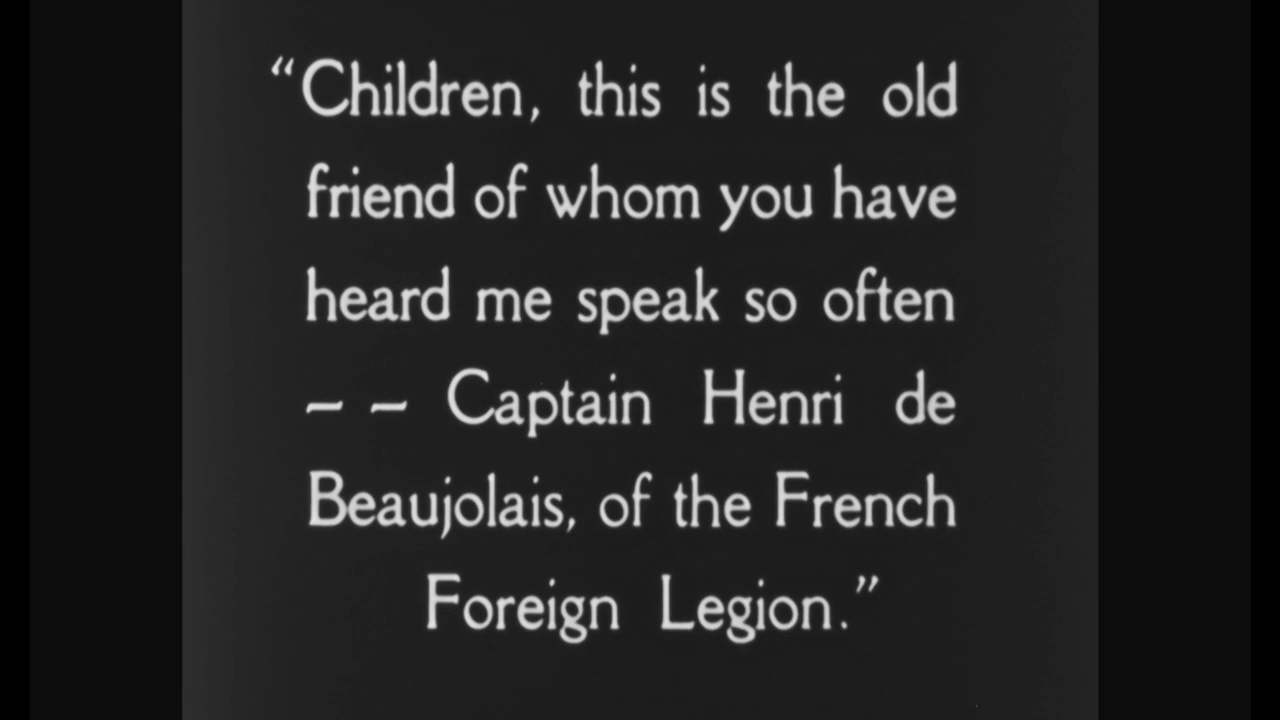 “Children, this is the old
friend of whom you have
heard me speak so often
– – Captain Henri de
Beaujolais, of the French
Foreign Legion.”